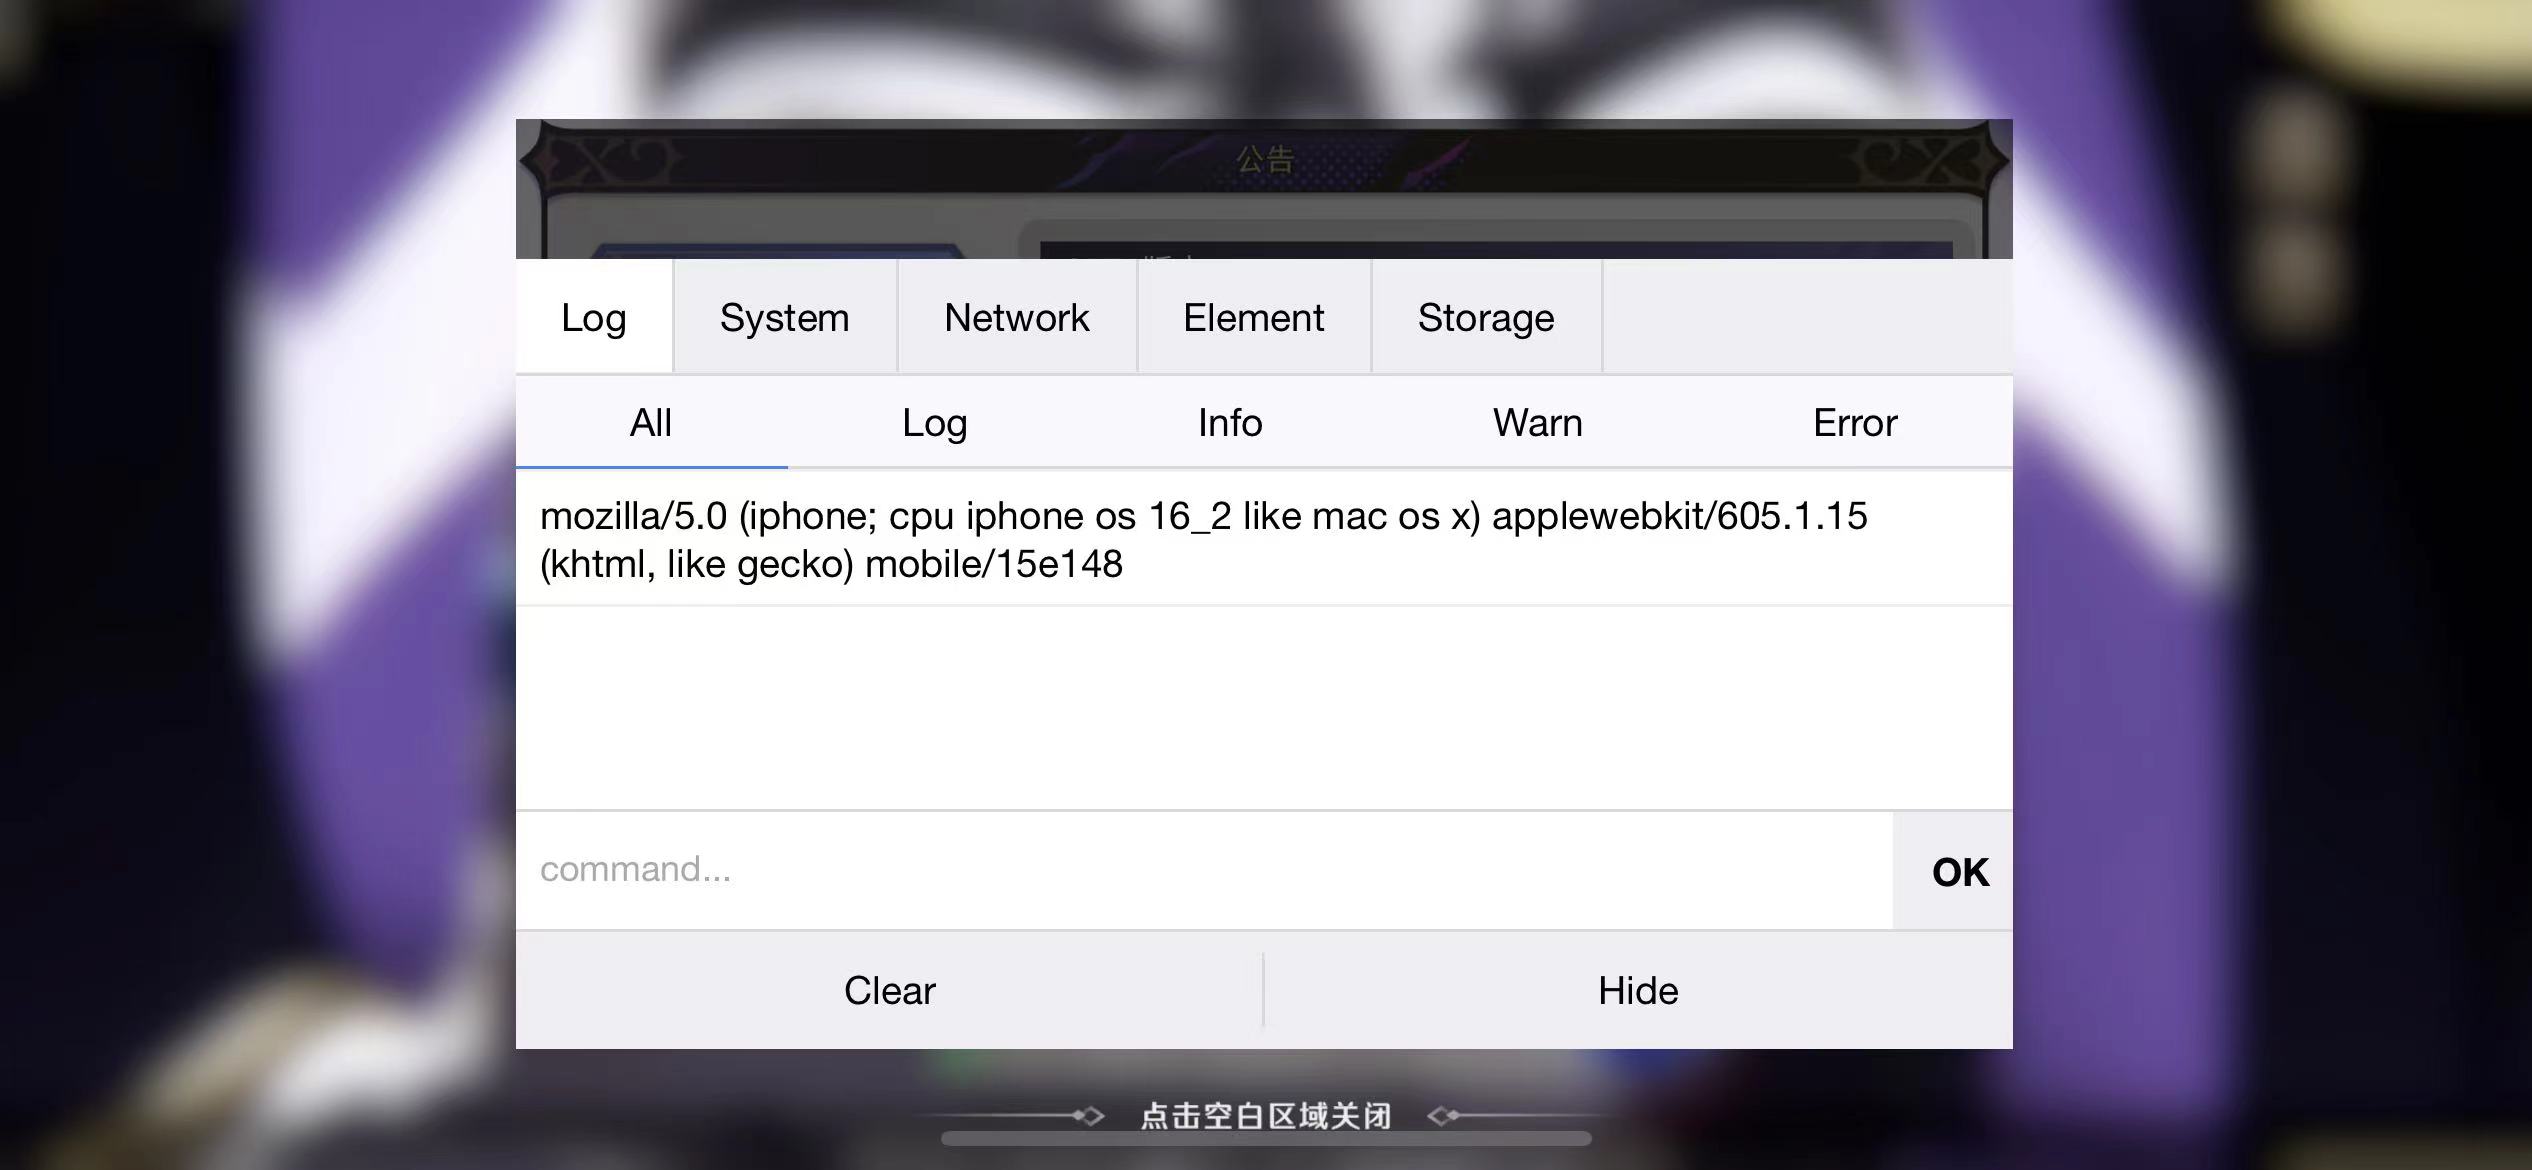 公告
Log System Network Element Storage
All Log Info Warn Error
mozilla/5.0 (iphone; cpu iphone os 16_2 like mac os x) applewebkit/605.1.15
(khtml, like gecko) mobile/15e148
command...
OK
Clear Hide
点击空白区域关闭